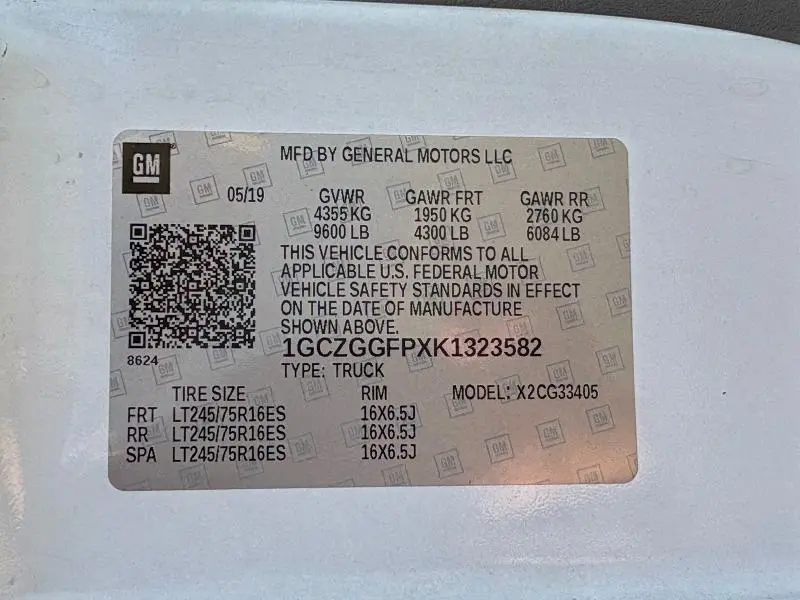 GM
MFD BY GENERAL MOTORS LLC
05/19 GVWR GAWR FRT GAWR RR
4355 KG 1950 KG 2760 KG
9600 LB 4300 LB 6084 LB
THIS VEHICLE CONFORMS TO ALL
APPLICABLE U.S. FEDERAL MOTOR
VEHICLE SAFETY STANDARDS IN EFFECT
ON THE DATE OF MANUFACTURE
SHOWN ABOVE.
1GCZGGFPXK1323582
8624
TYPE: TRUCK
TIRE SIZE RIM MODEL: X2CG33405
FRT LT245/75R16ES 16X6.5J
RR LT245/75R16ES 16X6.5J
SPA LT245/75R16ES 16X6.5J